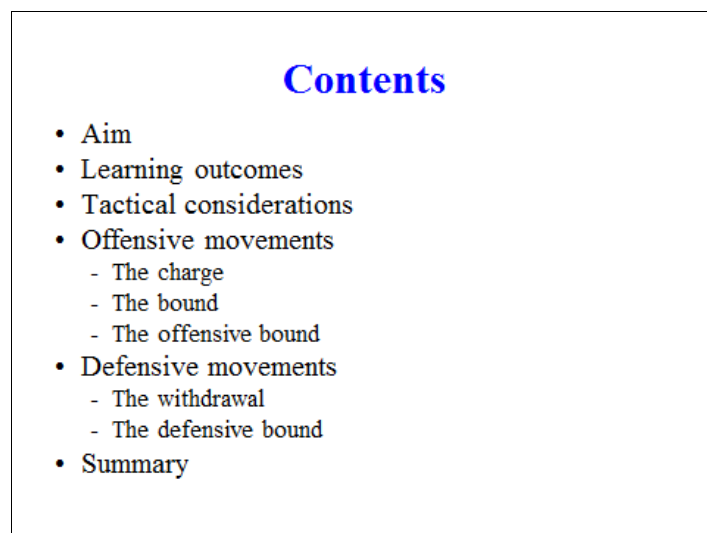 Contents
• Aim
• Learning outcomes
• Tactical considerations
• Offensive movements
- The charge
- The bound
- The offensive bound
• Defensive movements
- The withdrawal
- The defensive bound
• Summary